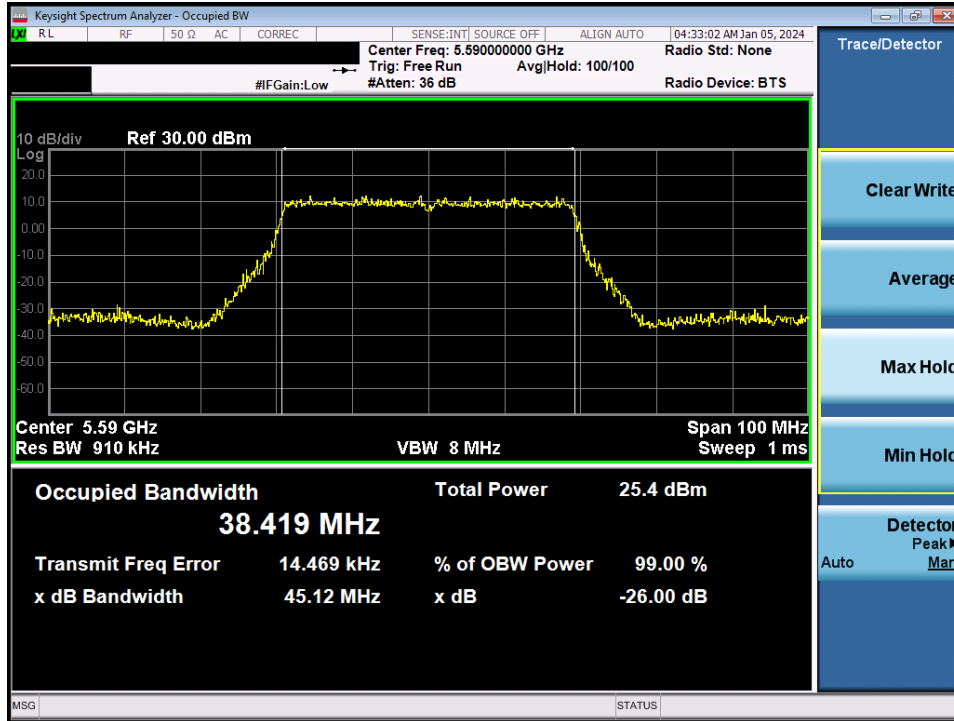 Keysight Spectrum Analyzer - Occupied BW
LXI RL RF 50 Ω AC CORREC SENSE:INT SOURCE OFF ALIGN AUTO 04:33:02 AM Jan 05, 2024
Center Freq: 5.590000000 GHz Radio Std: None
Trig: Free Run Avg|Hold: 100/100
#IFGain:Low #Atten: 36 dB Radio Device: BTS
Trace/Detector
10 dB/div Ref 30.00 dBm
Log
20.0
10.0
0.00
-10.0
-20.0
-30.0
-40.0
-50.0
-60.0
Center 5.59 GHz Span 100 MHz
Res BW 910 kHz VBW 8 MHz Sweep 1 ms
Occupied Bandwidth Total Power 25.4 dBm
38.419 MHz
Transmit Freq Error 14.469 kHz % of OBW Power 99.00 %
x dB Bandwidth 45.12 MHz x dB -26.00 dB
Clear Write
Average
Max Hold
Min Hold
Detector
Peak
Auto Man
MSG STATUS